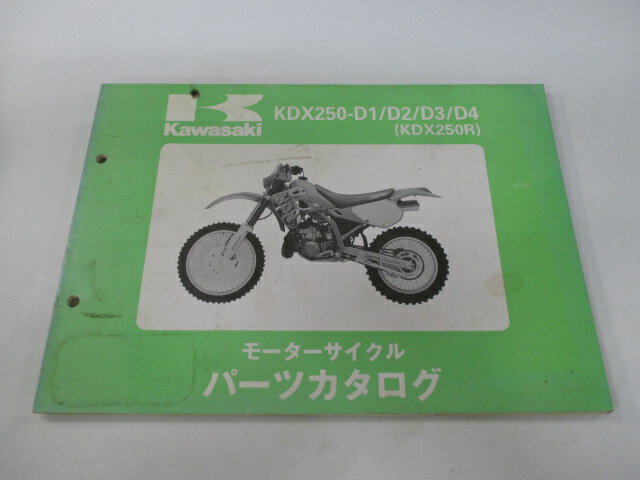 Kawasaki
KDX250-D1/D2/D3/D4
(KDX250R)
モーターサイクル
パーツカタログ